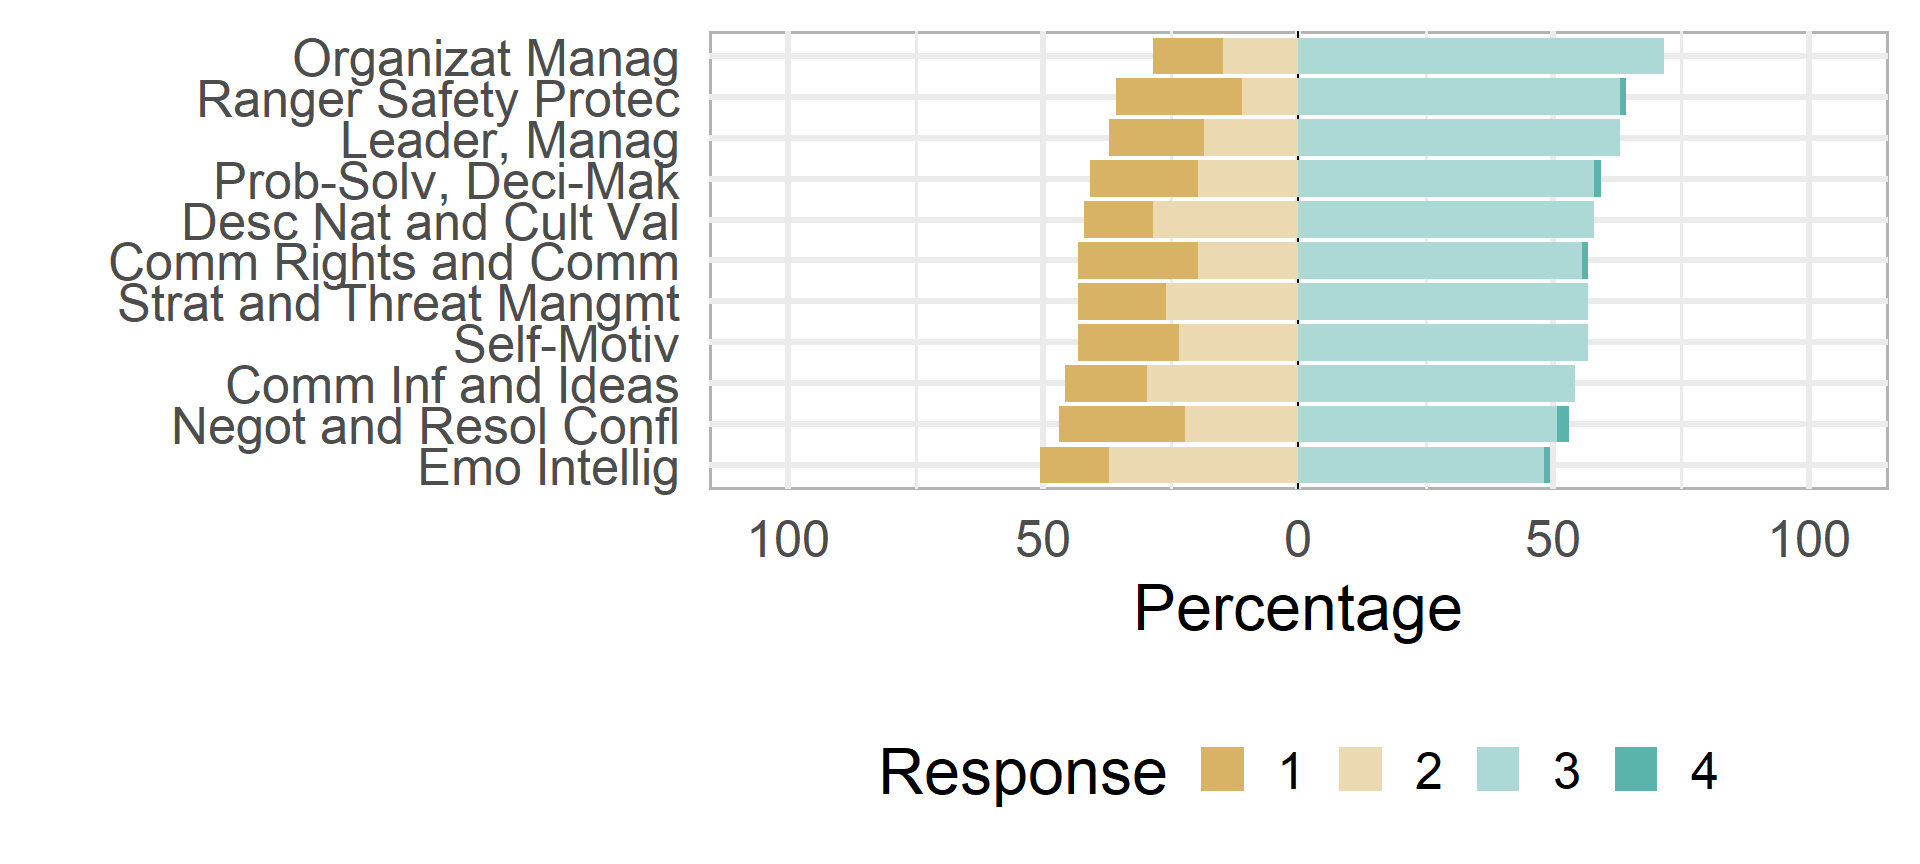 Organizat Manag
Ranger Safety Protec
Leader, Manag
Prob-Solv, Deci-Mak
Desc Nat and Cult Val
Comm Rights and Comm
Strat and Threat Mangmt
Self-Motiv
Comm Inf and Ideas
Negot and Resol Confl
Emo Intellig
100 50 0 50 100
Percentage
Response 1 2 3 4